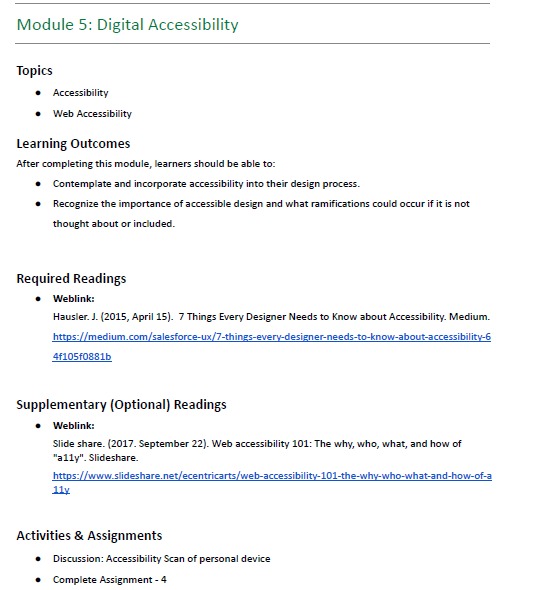 Module 5: Digital Accessibility
Topics
● Accessibility
● Web Accessibility
Learning Outcomes
After completing this module, learners should be able to:
● Contemplate and incorporate accessibility into their design process.
● Recognize the importance of accessible design and what ramifications could occur if it is not
thought about or included.
Required Readings
● Weblink:
Hausler. J. (2015, April 15).  7 Things Every Designer Needs to Know about Accessibility. Medium.
https://medium.com/salesforce-ux/7-things-every-designer-needs-to-know-about-accessibility-6
4f105f0881b
Supplementary (Optional) Readings
● Weblink:
Slide share. (2017. September 22). Web accessibility 101: The why, who, what, and how of
"a11y". Slideshare.
https://www.slideshare.net/ecentricarts/web-accessibility-101-the-why-who-what-and-how-of-a
11y
Activities & Assignments
● Discussion: Accessibility Scan of personal device
● Complete Assignment - 4